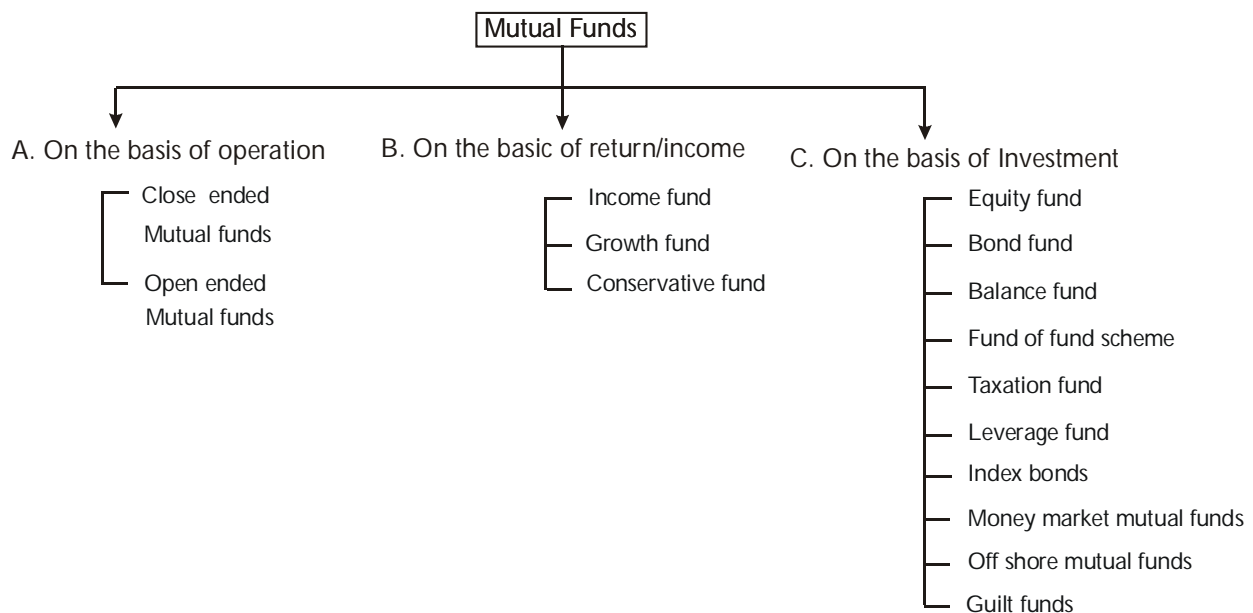 Mutual Funds
A. On the basis of operation
Close ended
Mutual funds
Open ended
Mutual funds
B. On the basic of return/income
Income fund
Growth fund
Conservative fund
C. On the basis of Investment
Equity fund
Bond fund
Balance fund
Fund of fund scheme
Taxation fund
Leverage fund
Index bonds
Money market mutual funds
Off shore mutual funds
Guilt funds